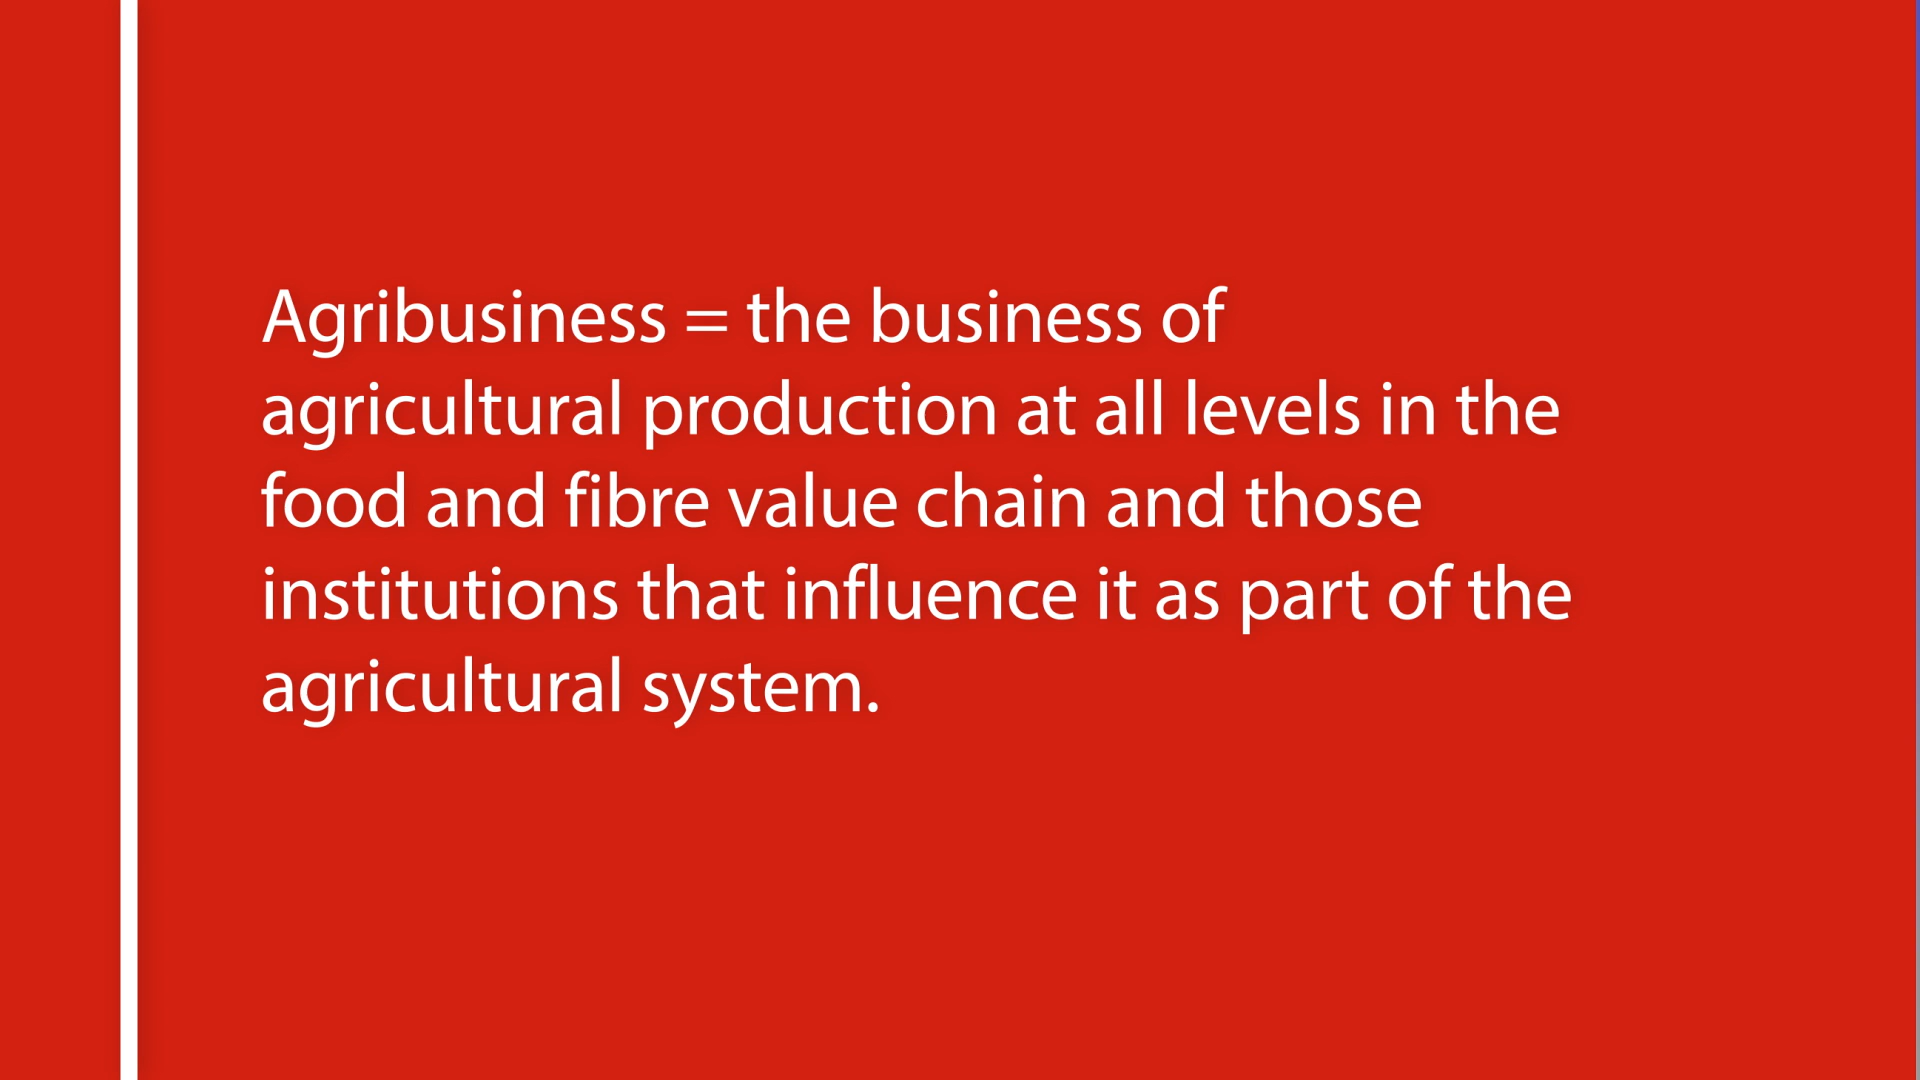 Agribusiness = the business of
agricultural production at all levels in the
food and fibre value chain and those
institutions that influence it as part of the
agricultural system.